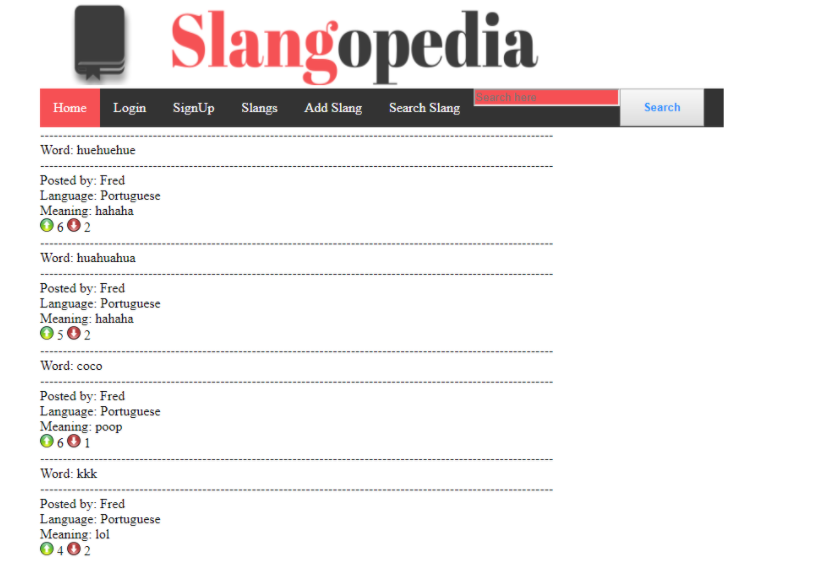 Slangopedia
Home Login SignUp Slangs Add Slang Search Slang Search here Search
--------------------------------------------------------------------------------------------------------------------
Word: huehuehue
--------------------------------------------------------------------------------------------------------------------
Posted by: Fred
Language: Portuguese
Meaning: hahaha
6 2
--------------------------------------------------------------------------------------------------------------------
Word: huahuahua
--------------------------------------------------------------------------------------------------------------------
Posted by: Fred
Language: Portuguese
Meaning: hahaha
5 2
--------------------------------------------------------------------------------------------------------------------
Word: coco
--------------------------------------------------------------------------------------------------------------------
Posted by: Fred
Language: Portuguese
Meaning: poop
6 1
--------------------------------------------------------------------------------------------------------------------
Word: kkk
--------------------------------------------------------------------------------------------------------------------
Posted by: Fred
Language: Portuguese
Meaning: lol
4 2